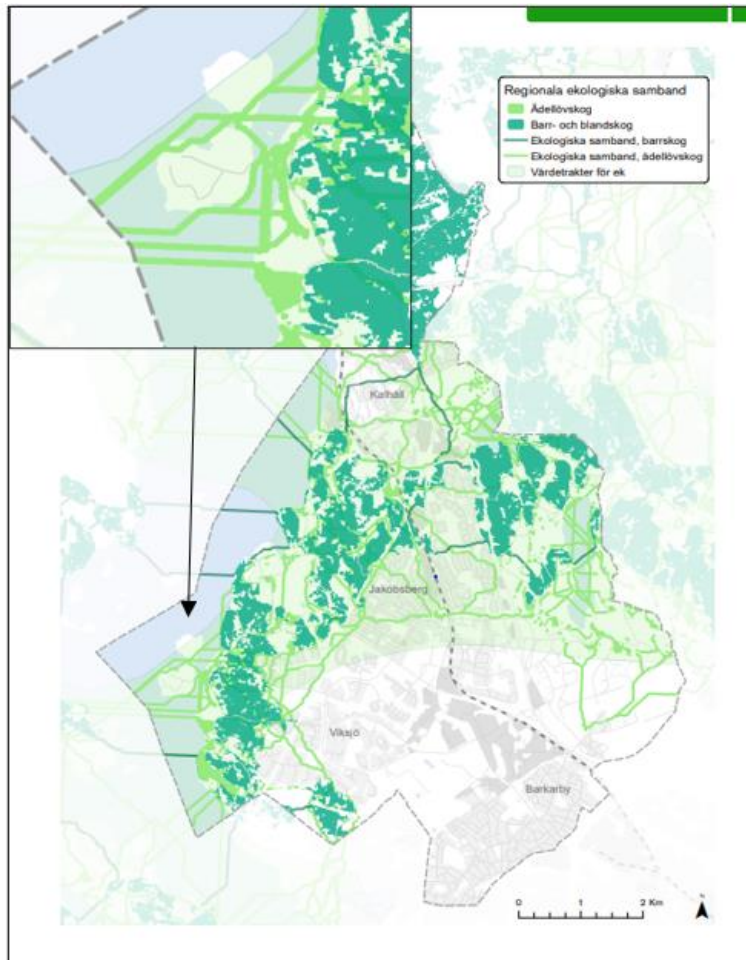 Regionala ekologiska samband
Ädellövskog
Barr- och blandskog
Ekologiska samband, barrskog
Ekologiska samband, ädellövskog
Värdetrakter för ek
Kallhäll
Jakobsberg
Viksjö
Barkarby
0 1 2 Km